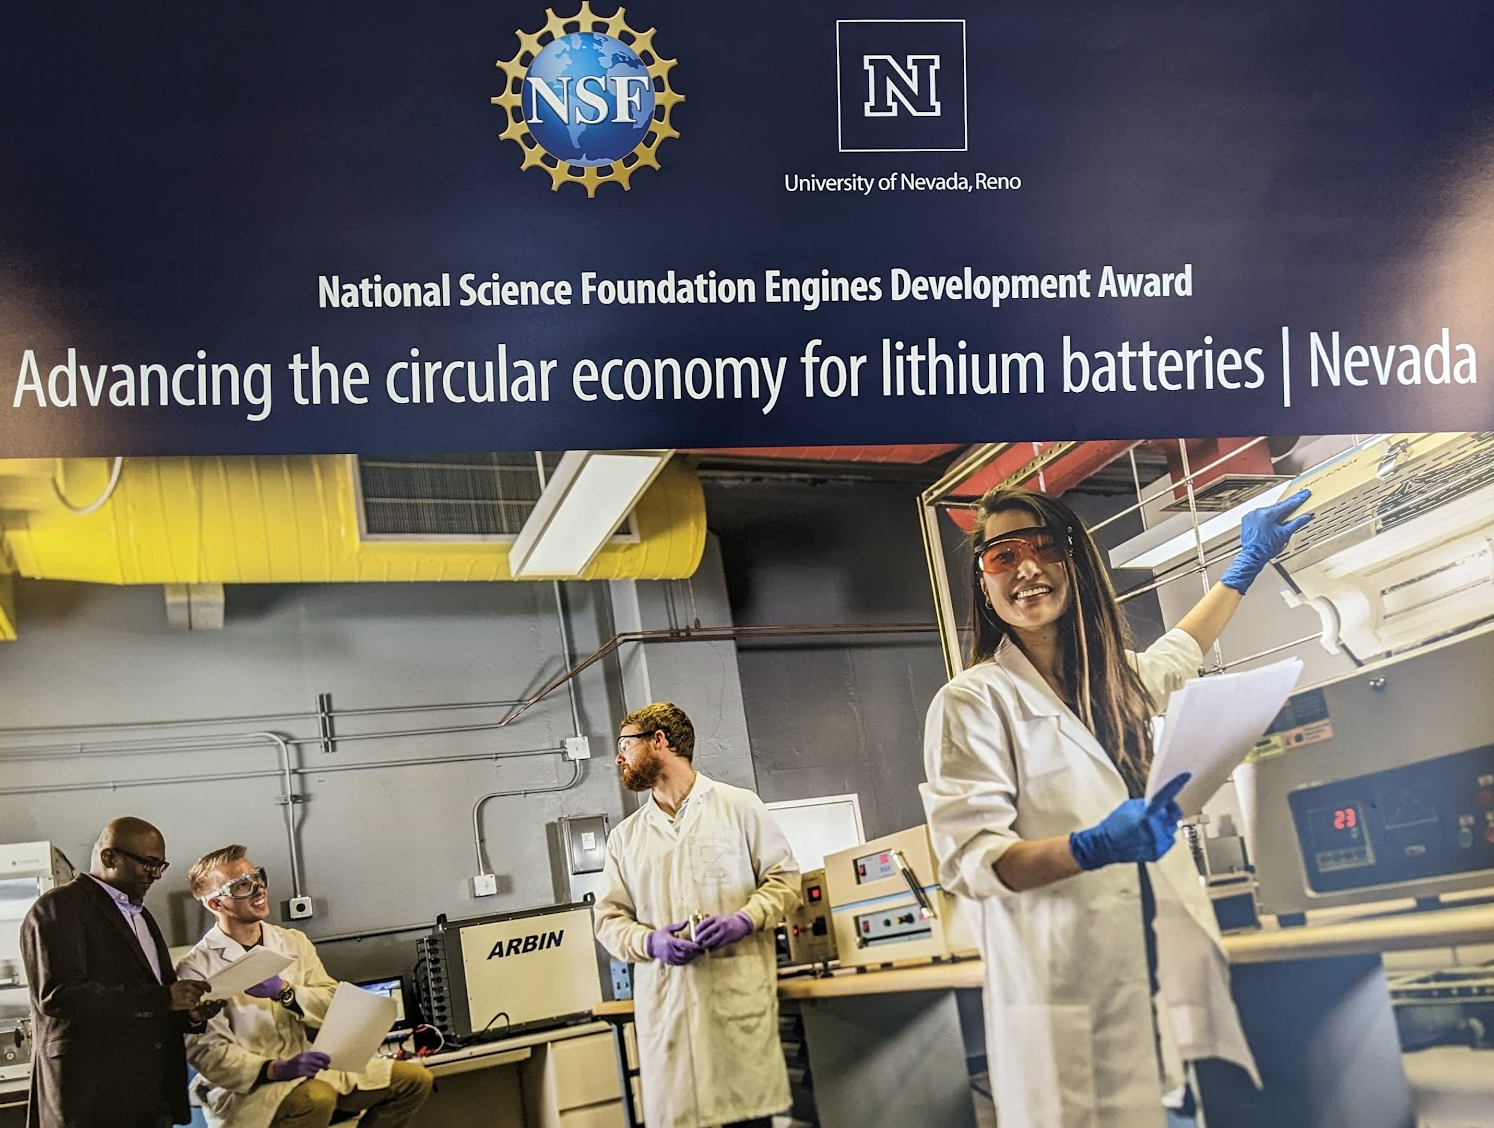 NSF
N
University of Nevada, Reno
National Science Foundation Engines Development Award
Advancing the circular economy for lithium batteries | Nevada
ARBIN
23